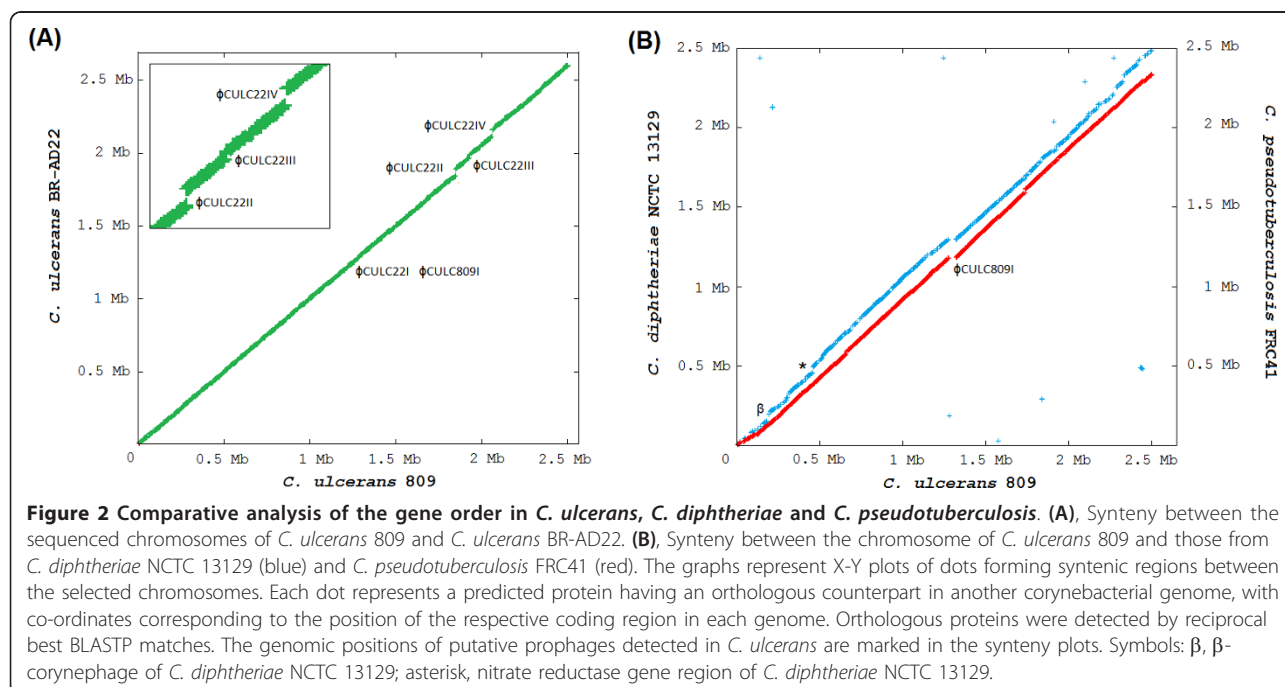 (A)
2.5 Mb
2 Mb
1.5 Mb
1 Mb
0.5 Mb
0
0.5 Mb
1 Mb
1.5 Mb
2 Mb
2.5 Mb
C. ulcerans BR-AD22
C. ulcerans 809
ϕCULC22IV
ϕCULC22III
ϕCULC22II
ϕCULC22IV
ϕCULC22II
ϕCULC22III
ϕCULC22I
ϕCULC809I
(B)
2.5 Mb
2 Mb
1.5 Mb
1 Mb
0.5 Mb
0
0.5 Mb
1 Mb
1.5 Mb
2 Mb
2.5 Mb
2.5 Mb
2 Mb
1.5 Mb
1 Mb
0.5 Mb
C. diphtheriae NCTC 13129
C. pseudotuberculosis FRC41
C. ulcerans 809
ϕCULC809I
*
β
Figure 2 Comparative analysis of the gene order in C. ulcerans, C. diphtheriae and C. pseudotuberculosis. (A), Synteny between the
sequenced chromosomes of C. ulcerans 809 and C. ulcerans BR-AD22. (B), Synteny between the chromosome of C. ulcerans 809 and those from
C. diphtheriae NCTC 13129 (blue) and C. pseudotuberculosis FRC41 (red). The graphs represent X-Y plots of dots forming syntenic regions between
the selected chromosomes. Each dot represents a predicted protein having an orthologous counterpart in another corynebacterial genome, with
co-ordinates corresponding to the position of the respective coding region in each genome. Orthologous proteins were detected by reciprocal
best BLASTP matches. The genomic positions of putative prophages detected in C. ulcerans are marked in the synteny plots. Symbols: β, β-
corynephage of C. diphtheriae NCTC 13129; asterisk, nitrate reductase gene region of C. diphtheriae NCTC 13129.